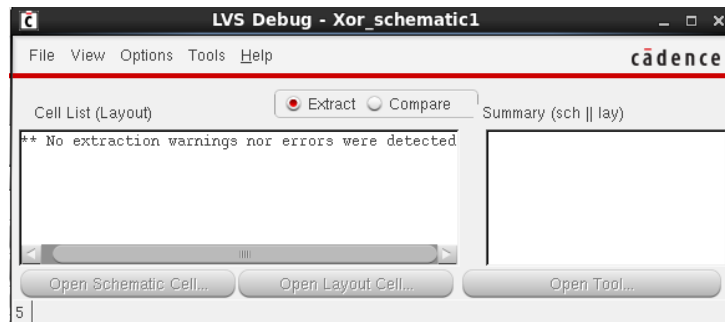 LVS Debug - Xor_schematic1
File View Options Tools Help
cādence
Cell List (Layout)
Extract Compare
Summary (sch || lay)
** No extraction warnings nor errors were detected
Open Schematic Cell...
Open Layout Cell...
Open Tool...
5